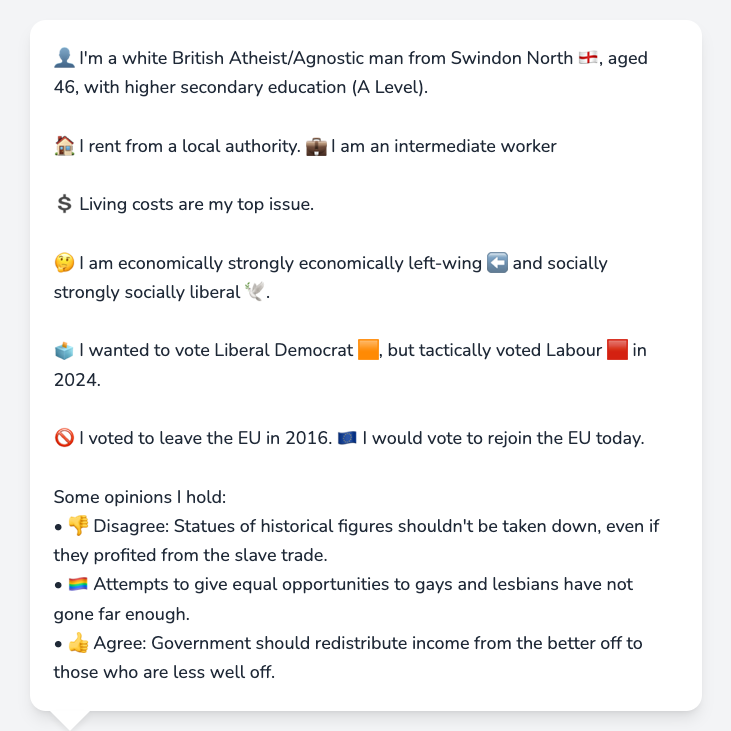 👤 I'm a white British Atheist/Agnostic man from Swindon North 🏴󠁧󠁢󠁥󠁮󠁧󠁿, aged
46, with higher secondary education (A Level).
🏠 I rent from a local authority. 💼 I am an intermediate worker
💲 Living costs are my top issue.
🤔 I am economically strongly economically left-wing ⬅️ and socially
strongly socially liberal 🕊️.
🗳️ I wanted to vote Liberal Democrat 🟧, but tactically voted Labour 🟥 in
2024.
🚫 I voted to leave the EU in 2016. 🇪🇺 I would vote to rejoin the EU today.
Some opinions I hold:
• 👎 Disagree: Statues of historical figures shouldn't be taken down, even if
they profited from the slave trade.
• 🏳️‍🌈 Attempts to give equal opportunities to gays and lesbians have not
gone far enough.
• 👍 Agree: Government should redistribute income from the better off to
those who are less well off.